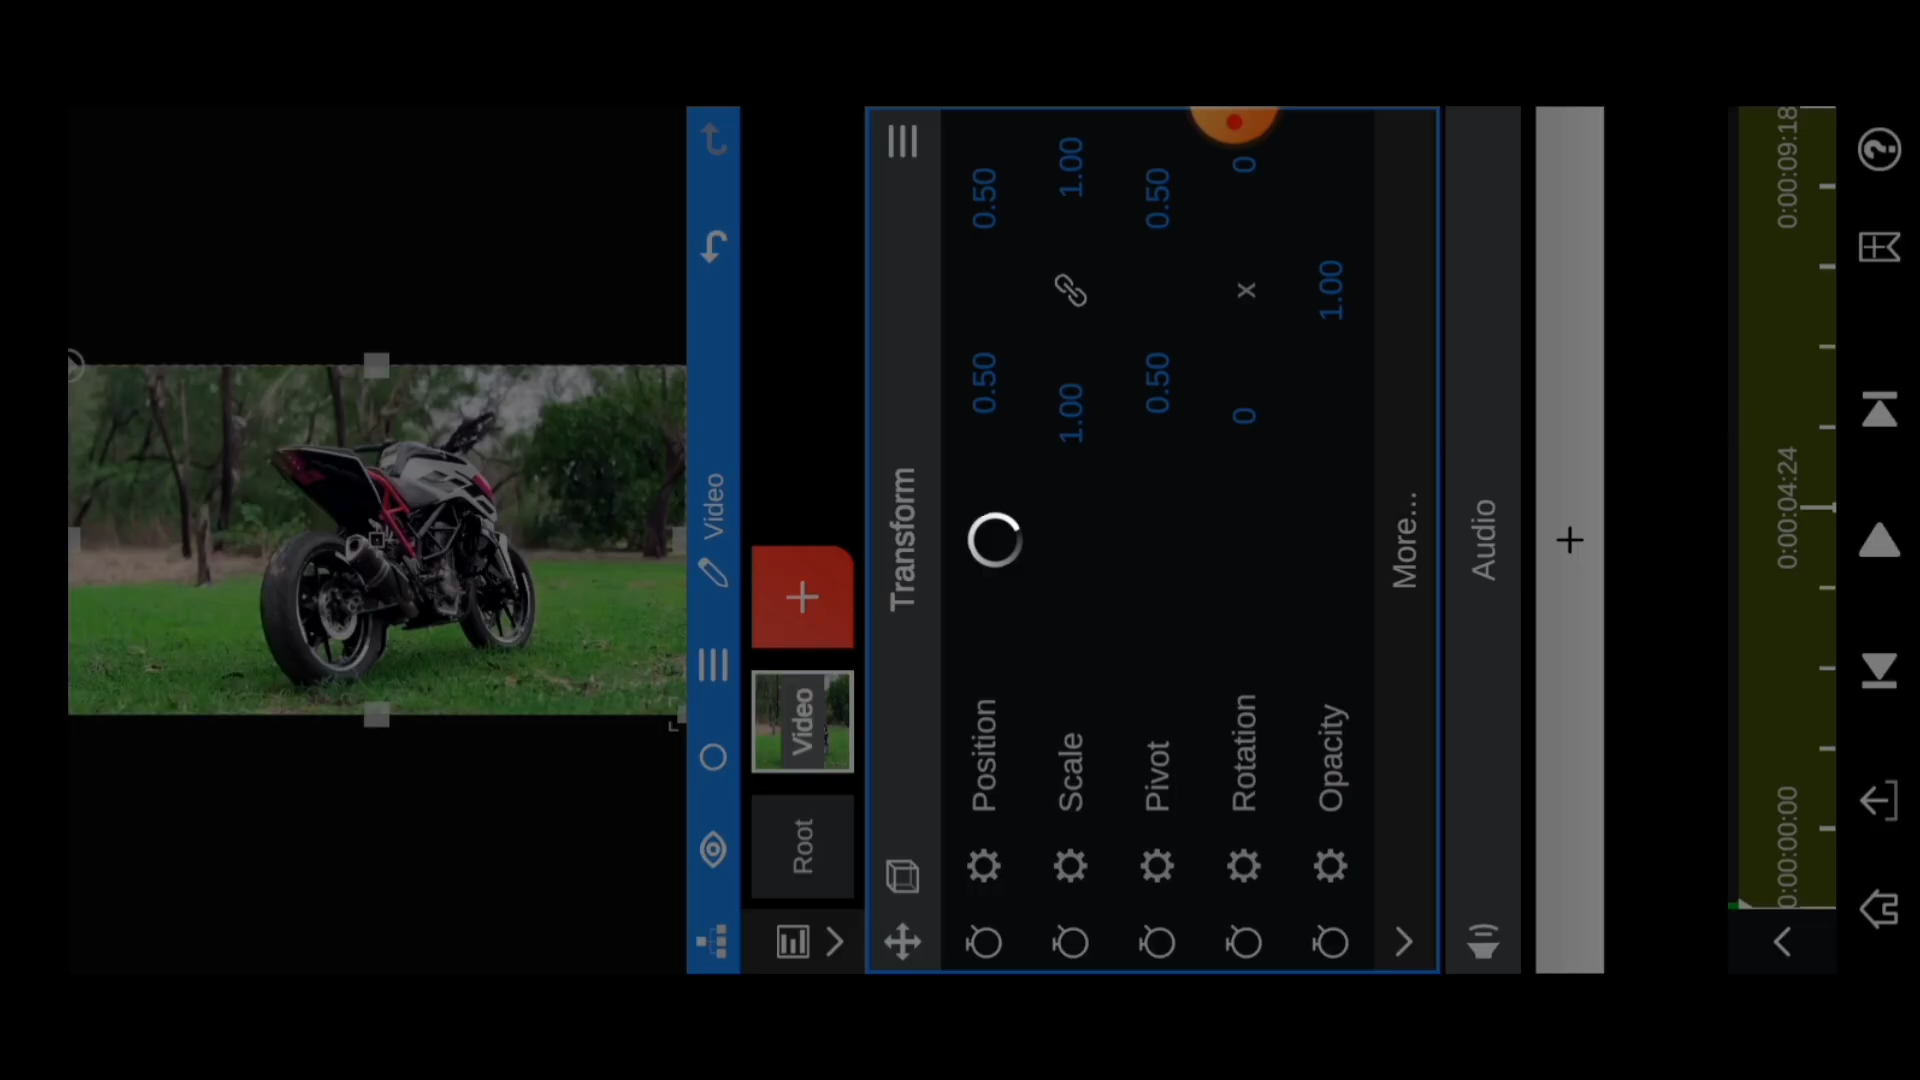 Video
Root
Video
+
Transform
Position 0.50 0.50
Scale 1.00 1.00
Pivot 0.50 0.50
Rotation 0 x 0
Opacity 1.00
More...
Audio
+
0:00:00:00 0:00:04:24 0:00:09:18
?